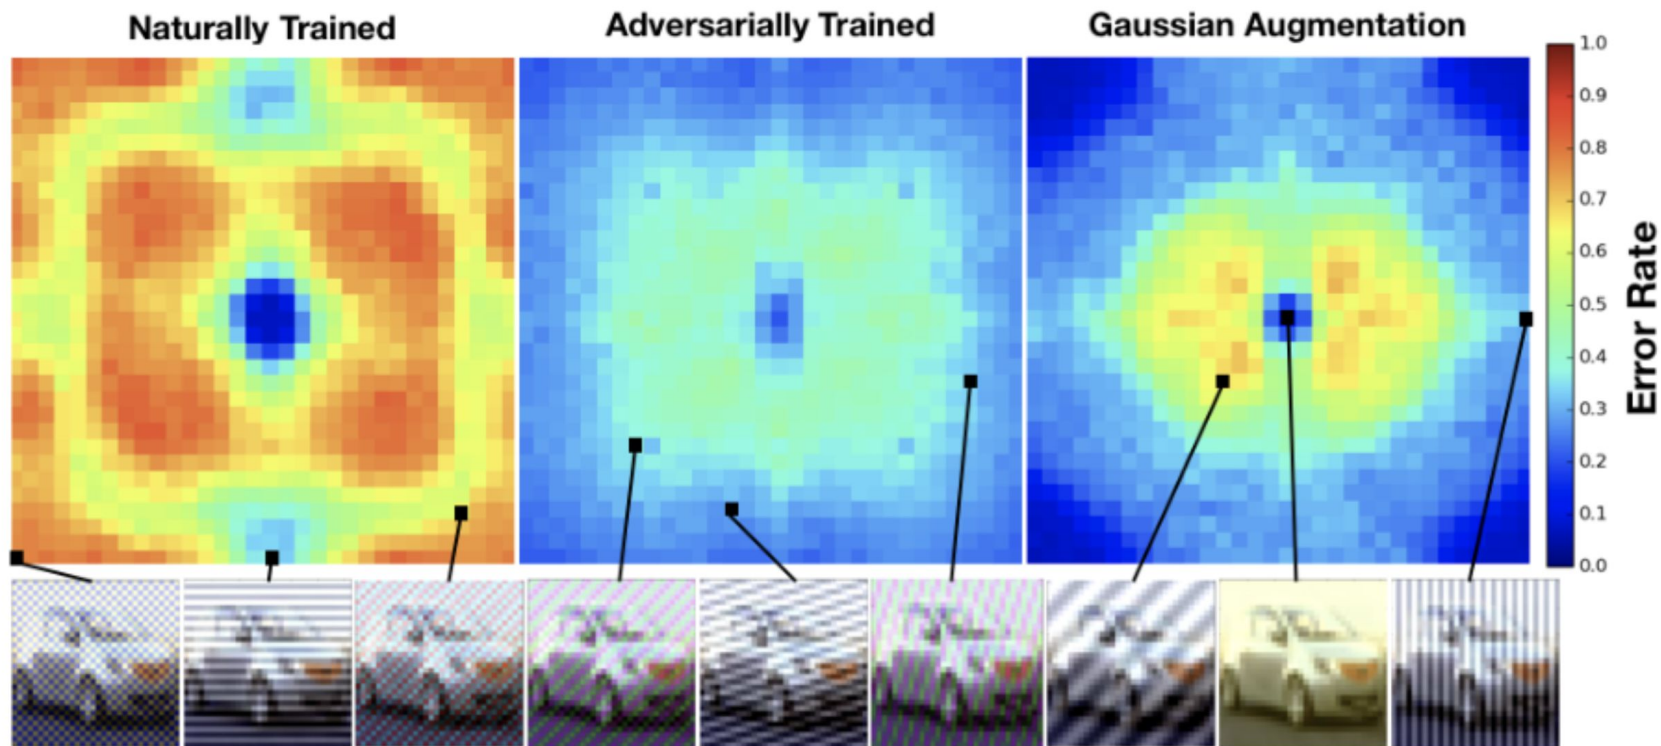 Naturally Trained
Adversarially Trained
Gaussian Augmentation
1.0
0.9
0.8
0.7
0.6
0.5
0.4
0.3
0.2
0.1
0.0
Error Rate